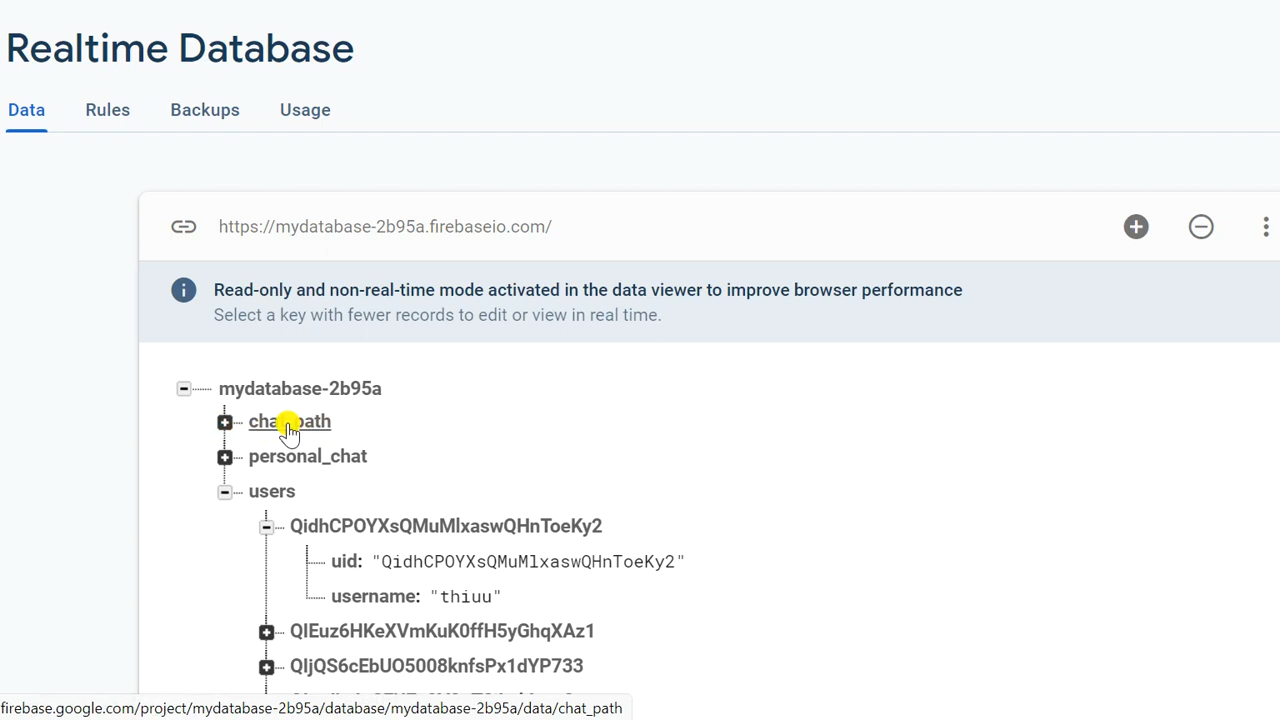 Realtime Database
Data Rules Backups Usage
https://mydatabase-2b95a.firebaseio.com/
Read-only and non-real-time mode activated in the data viewer to improve browser performance
Select a key with fewer records to edit or view in real time.
mydatabase-2b95a
chat_path
personal_chat
users
QidhCPOYXsQMuMlxaswQHnToeKy2
uid: "QidhCPOYXsQMuMlxaswQHnToeKy2"
username: "thiuu"
QIEuz6HKeXVmKuK0ffH5yGhqXAz1
QIjQS6cEbUO5008knfsPx1dYP733
firebase.google.com/project/mydatabase-2b95a/database/mydatabase-2b95a/data/chat_path